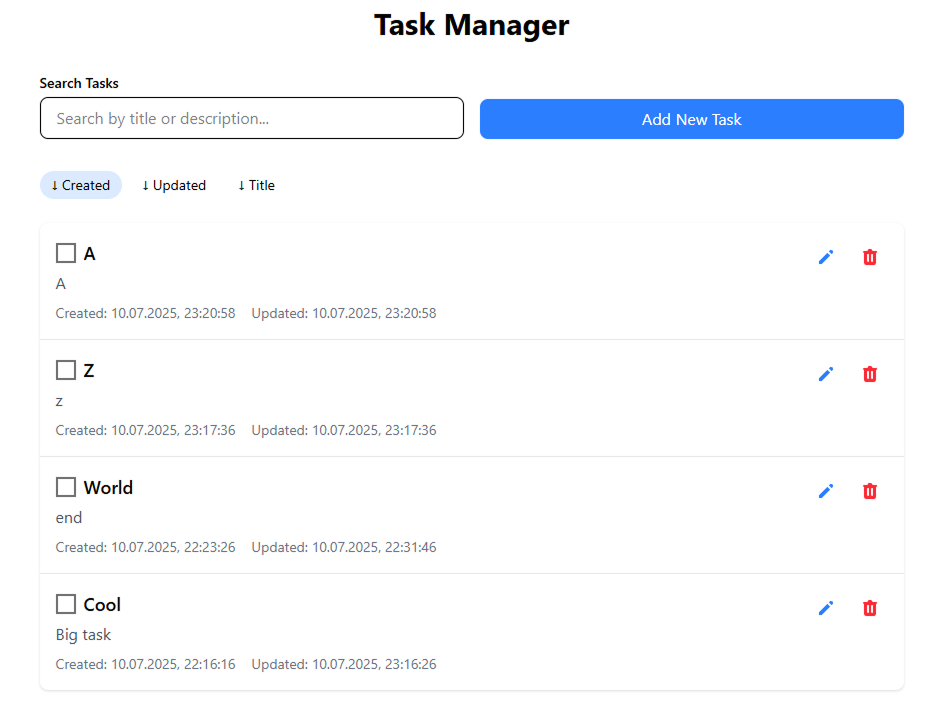 Task Manager
Search Tasks
Search by title or description...
Add New Task
↓ Created ↓ Updated ↓ Title
A
A
Created: 10.07.2025, 23:20:58 Updated: 10.07.2025, 23:20:58
Z
z
Created: 10.07.2025, 23:17:36 Updated: 10.07.2025, 23:17:36
World
end
Created: 10.07.2025, 22:23:26 Updated: 10.07.2025, 22:31:46
Cool
Big task
Created: 10.07.2025, 22:16:16 Updated: 10.07.2025, 23:16:26